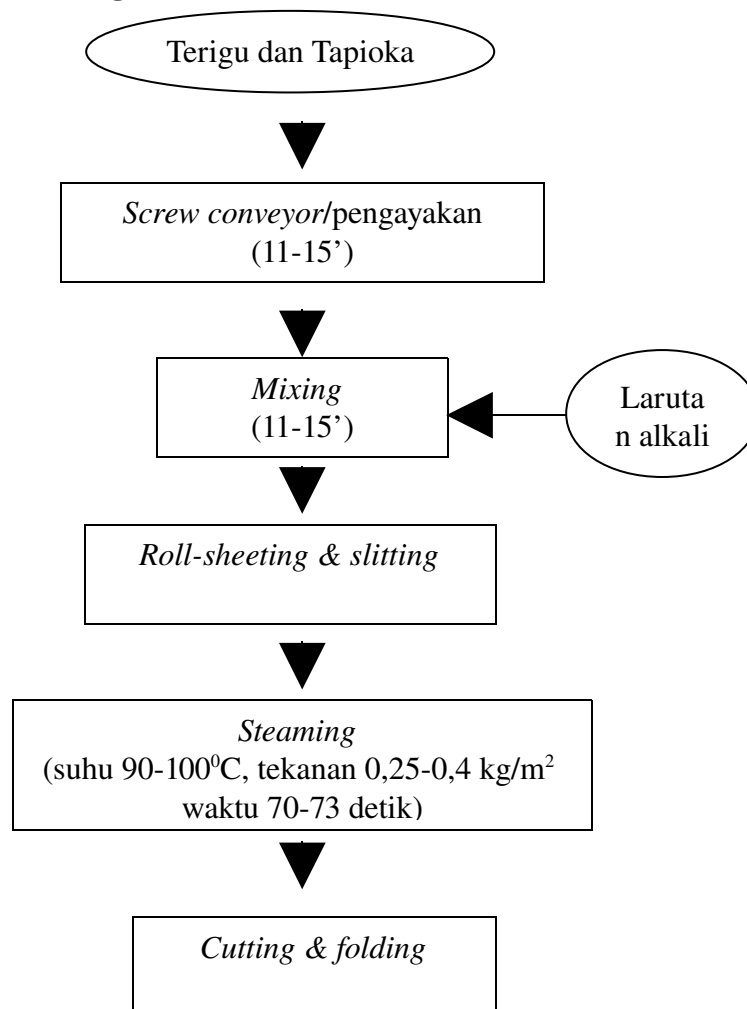 Terigu dan Tapioka
Screw conveyor/pengayakan
(11-15’)
Mixing
(11-15’)
Laruta
n alkali
Roll-sheeting & slitting
Steaming
(suhu 90-100⁰C, tekanan 0,25-0,4 kg/m²
waktu 70-73 detik)
Cutting & folding